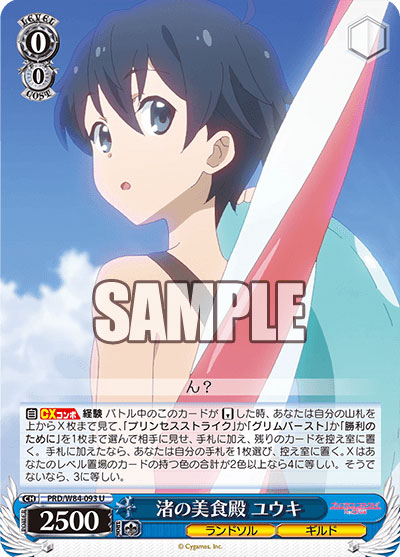 LEVEL
0
0
COST
SAMPLE
ん？
自 CXコンボ 経験 バトル中のこのカードが した時、あなたは自分の山札を
上からX枚まで見て、「プリンセスストライク」か「グリムバースト」か「勝利の
ために」を1枚まで選んで相手に見せ、手札に加え、残りのカードを控え室に置
く。手札に加えたなら、あなたは自分の手札を1枚選び、控え室に置く。Xはあ
なたのレベル置場のカードの持つ色の合計が2色以上なら4に等しい。そうで
ないなら、3に等しい。
CH PRD/W84-093 U
POWER 2500 SOUL 渚の美食殿 ユウキ
ランドソル ギルド
© Cygames, Inc.